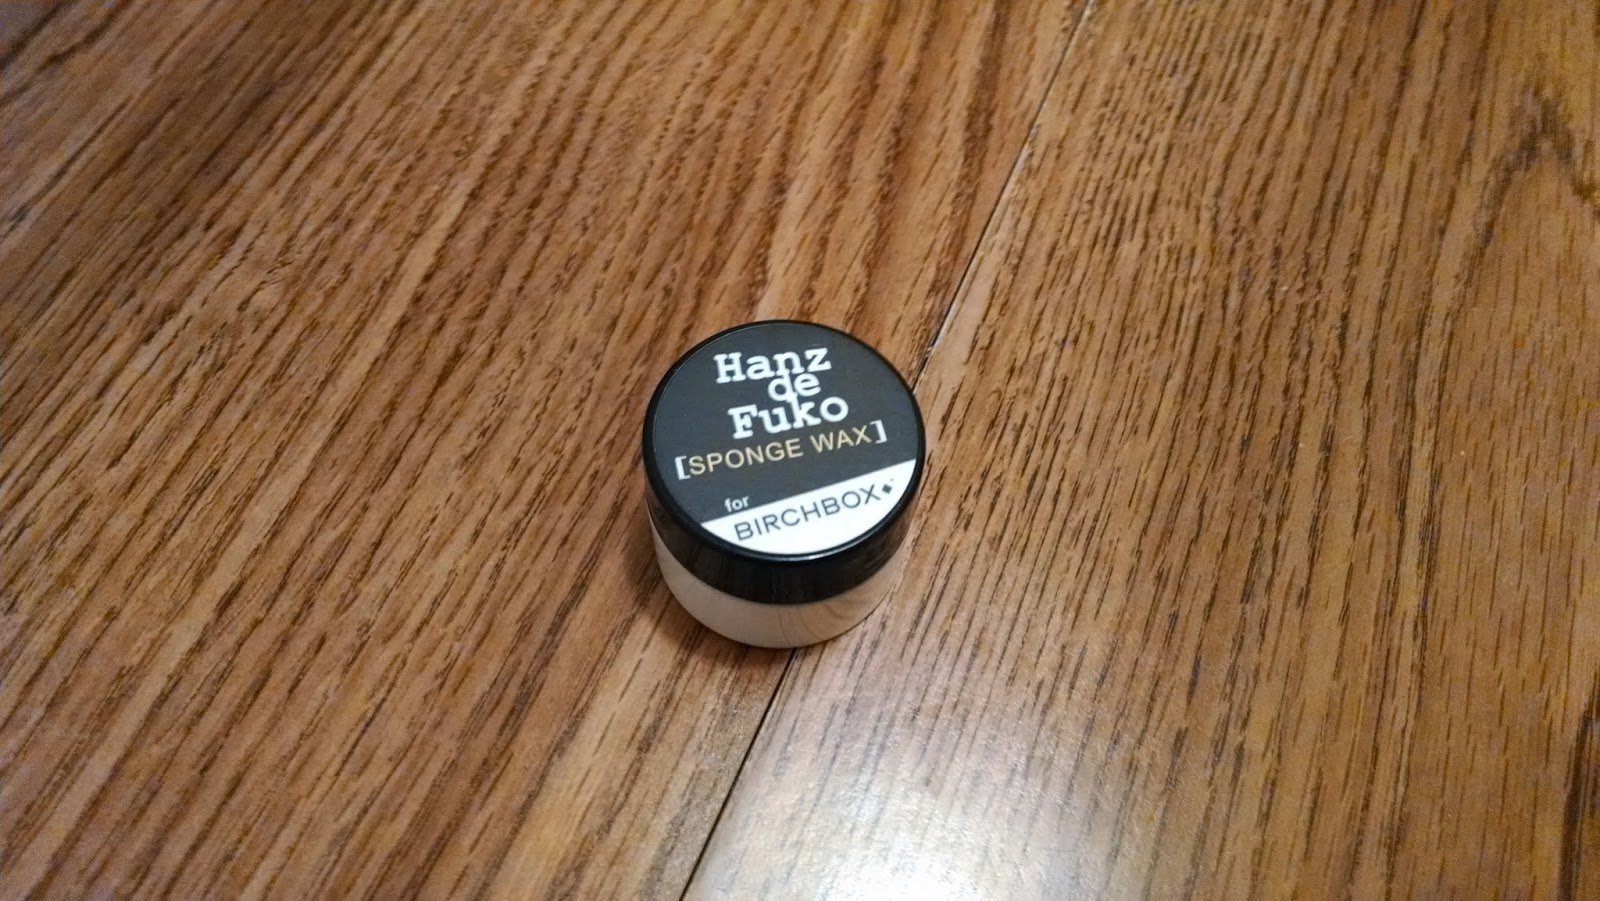 Hanz
de
Fuko
[SPONGE WAX]
for
BIRCHBOX